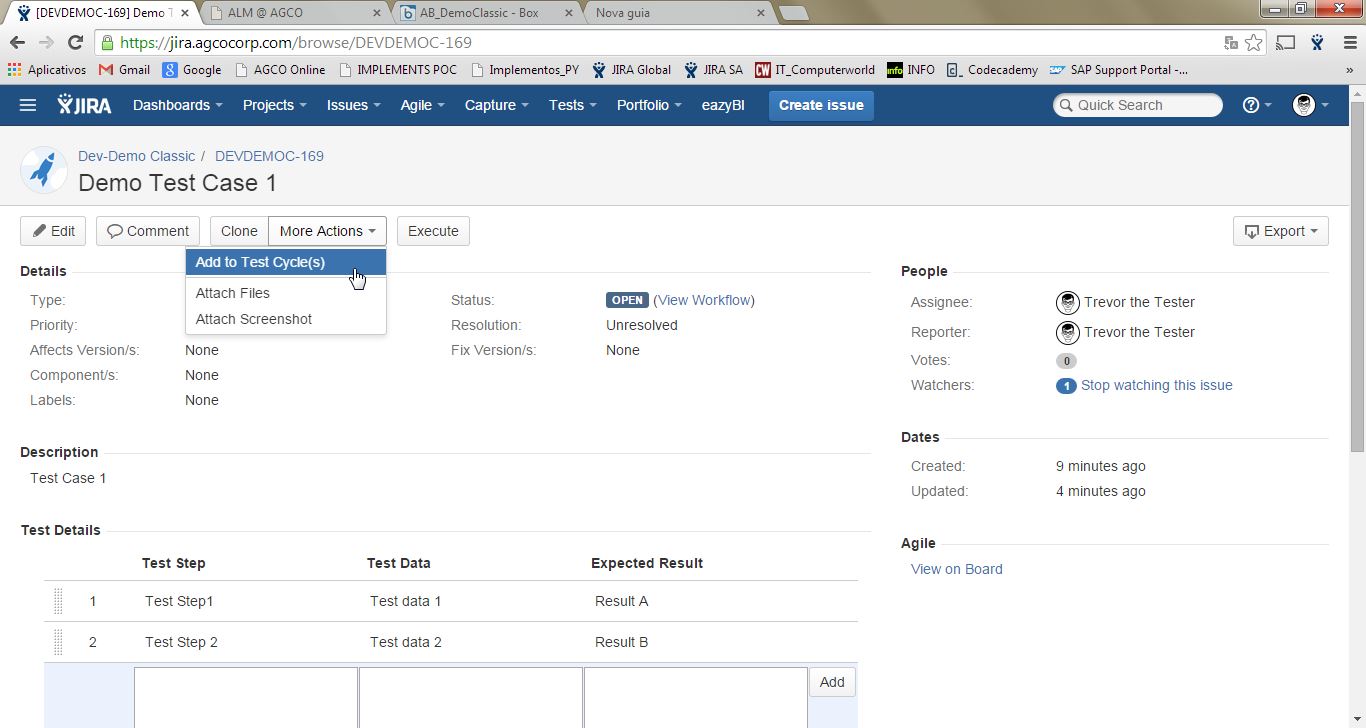 [DEVDEMOC-169] Demo T
ALM @ AGCO
AB_DemoClassic - Box
Nova guia
https://jira.agcocorp.com/browse/DEVDEMOC-169
Aplicativos Gmail Google AGCO Online IMPLEMENTS POC Implementos_PY JIRA Global JIRA SA CW IT_Computerworld info INFO Codecademy SAP Support Portal -... »
JIRA Dashboards Projects Issues Agile Capture Tests Portfolio eazyBI Create issue Quick Search
Dev-Demo Classic / DEVDEMOC-169
Demo Test Case 1
Edit Comment Clone More Actions Execute Export
Add to Test Cycle(s)
Attach Files
Attach Screenshot
Details
Type: Status: OPEN (View Workflow)
Priority: Resolution: Unresolved
Affects Version/s: None Fix Version/s: None
Component/s: None
Labels: None
People
Assignee: Trevor the Tester
Reporter: Trevor the Tester
Votes: 0
Watchers: 1 Stop watching this issue
Description
Test Case 1
Dates
Created: 9 minutes ago
Updated: 4 minutes ago
Agile
View on Board
Test Details
Test Step Test Data Expected Result
1 Test Step1 Test data 1 Result A
2 Test Step 2 Test data 2 Result B
Add